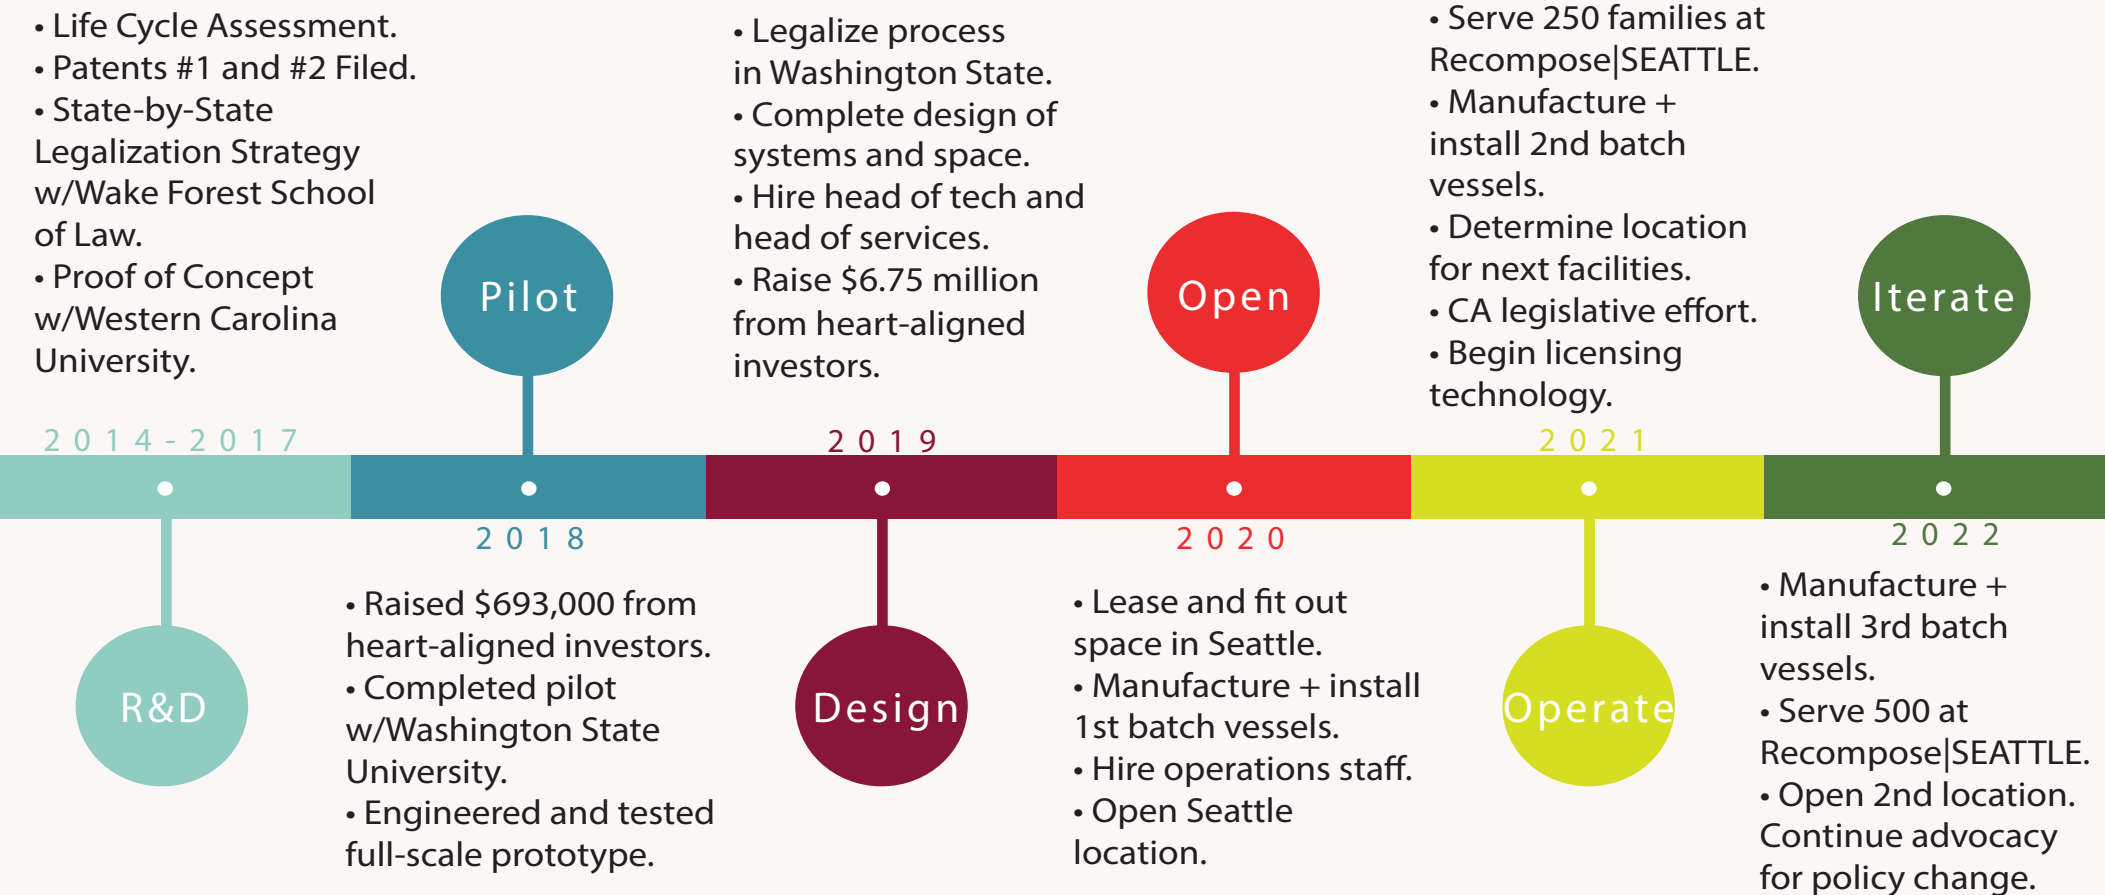 • Life Cycle Assessment.
• Patents #1 and #2 Filed.
• State-by-State
Legalization Strategy
w/Wake Forest School
of Law.
• Proof of Concept
w/Western Carolina
University.
2014-2017
R&D
Pilot
2018
• Raised $693,000 from
heart-aligned investors.
• Completed pilot
w/Washington State
University.
• Engineered and tested
full-scale prototype.
• Legalize process
in Washington State.
• Complete design of
systems and space.
• Hire head of tech and
head of services.
• Raise $6.75 million
from heart-aligned
investors.
2019
Design
Open
2020
• Lease and fit out
space in Seattle.
• Manufacture + install
1st batch vessels.
• Hire operations staff.
• Open Seattle
location.
• Serve 250 families at
Recompose|SEATTLE.
• Manufacture +
install 2nd batch
vessels.
• Determine location
for next facilities.
• CA legislative effort.
• Begin licensing
technology.
2021
Operate
Iterate
2022
• Manufacture +
install 3rd batch
vessels.
• Serve 500 at
Recompose|SEATTLE.
• Open 2nd location.
Continue advocacy
for policy change.